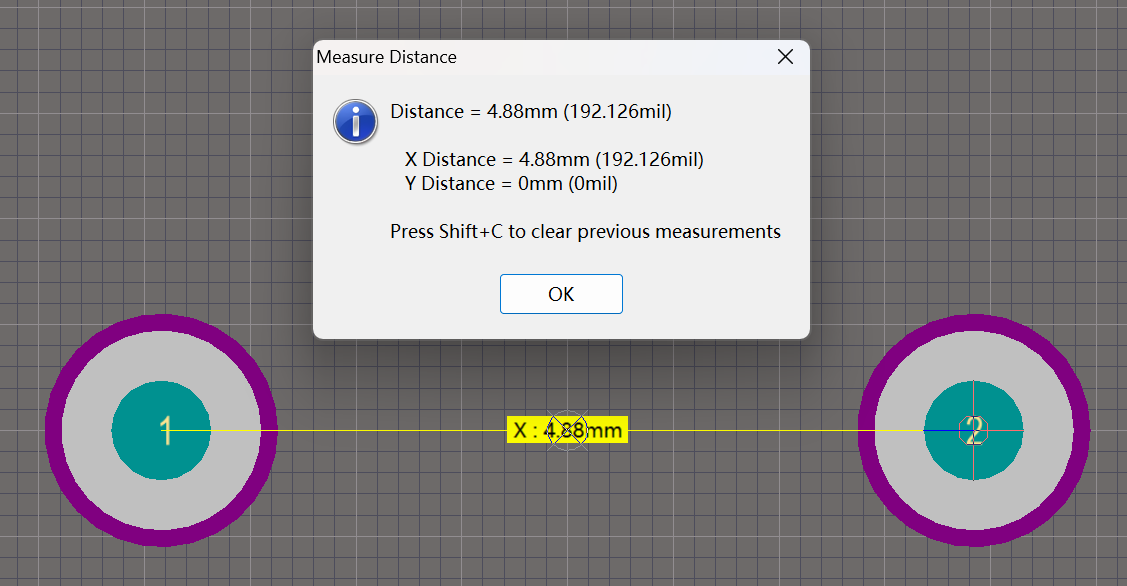 Measure Distance
Distance = 4.88mm (192.126mil)
X Distance = 4.88mm (192.126mil)
Y Distance = 0mm (0mil)
Press Shift+C to clear previous measurements
OK
1
X : 4.88mm
2